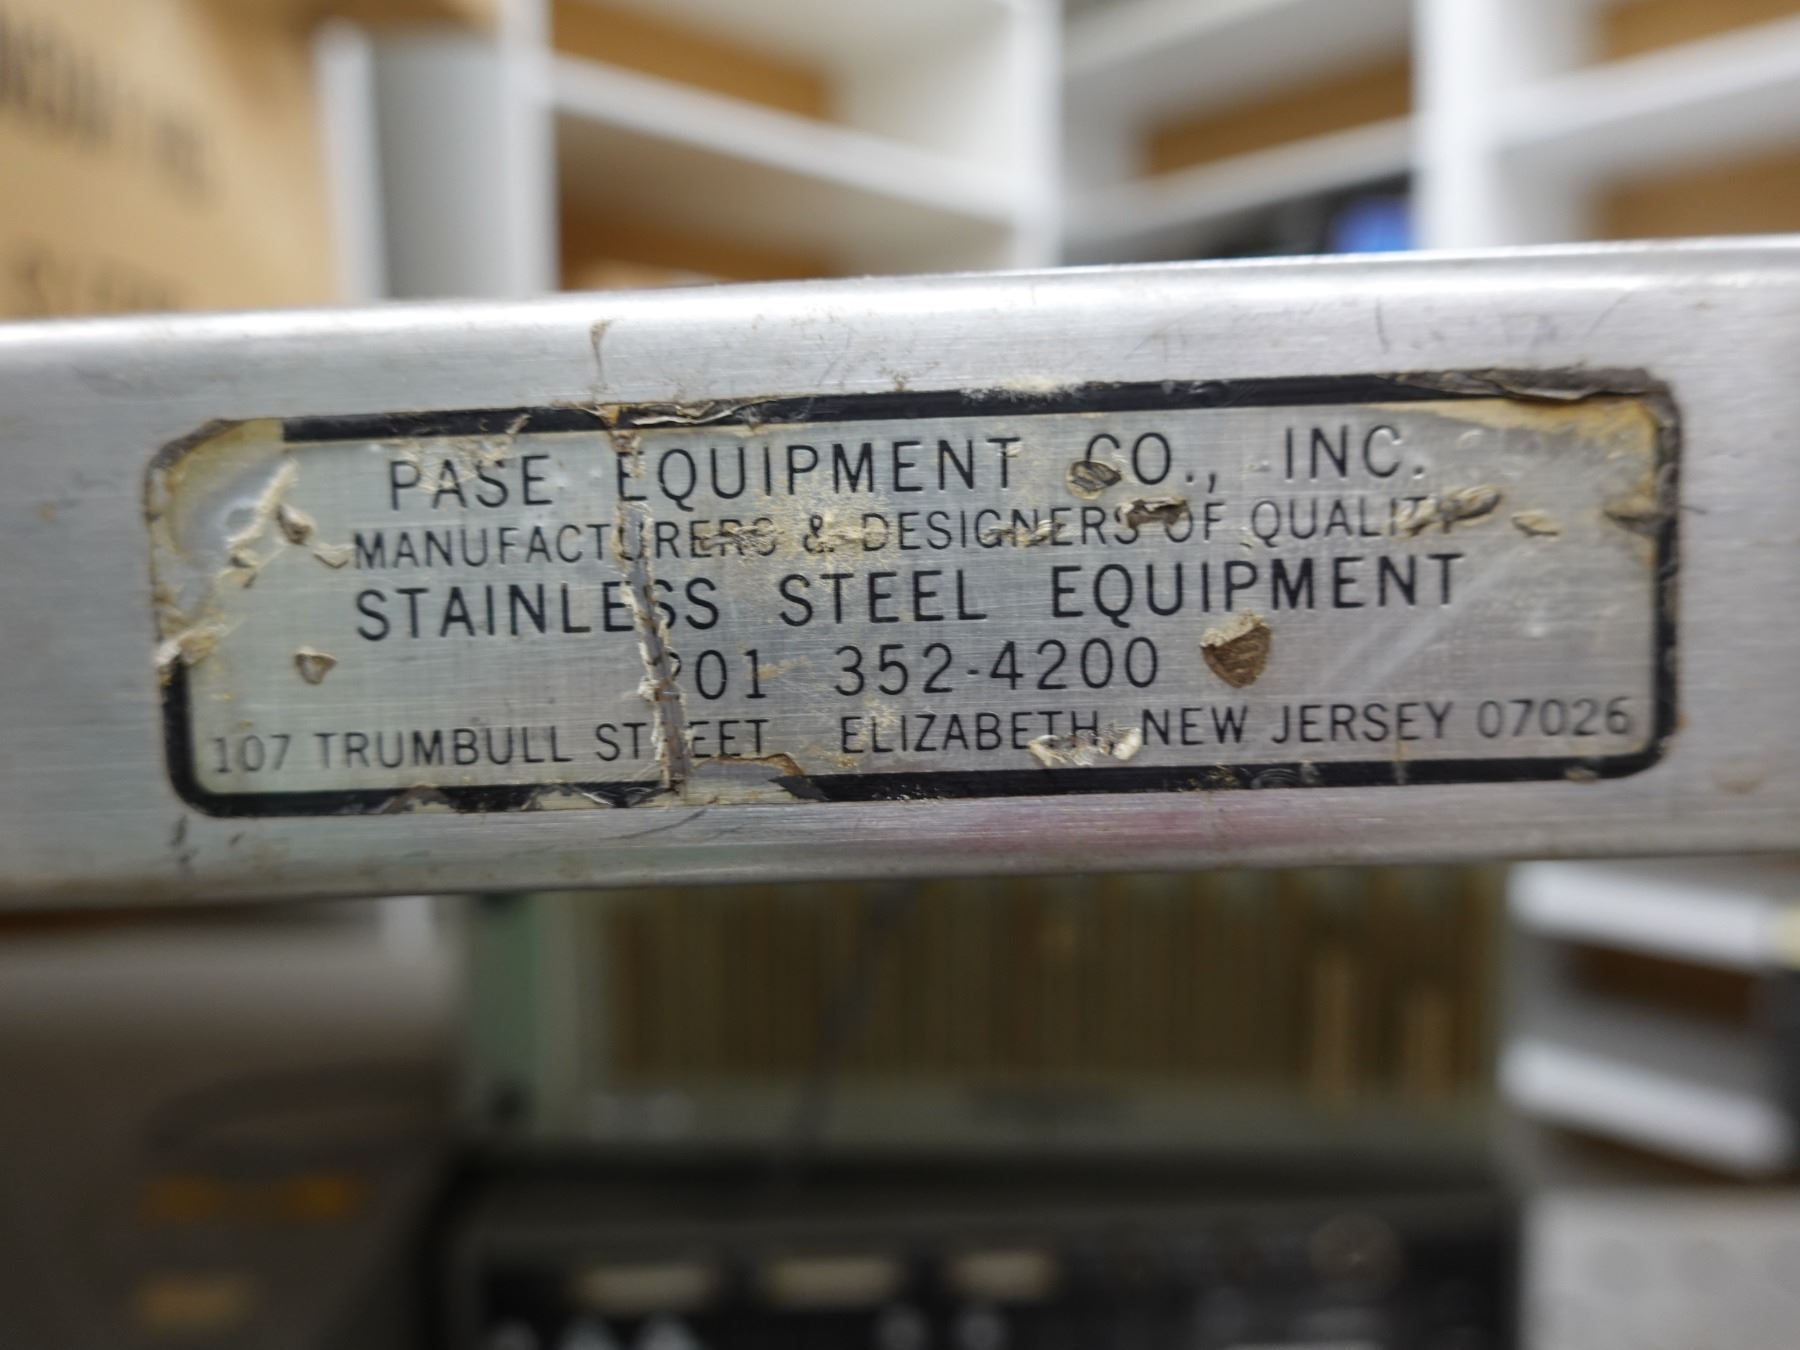 PASE EQUIPMENT CO., INC.
MANUFACTURERS & DESIGNERS OF QUALITY
STAINLESS STEEL EQUIPMENT
201 352-4200
107 TRUMBULL STREET ELIZABETH, NEW JERSEY 07026